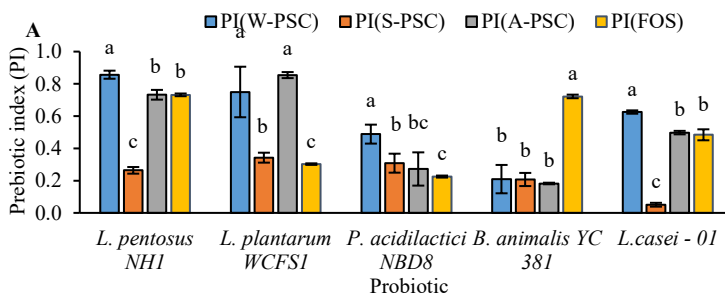 A
PI(W-PSC) PI(S-PSC) PI(A-PSC) PI(FOS)
Prebiotic index (PI)
1.0
0.8
0.6
0.4
0.2
0.0
a c b b
a b a c
a b bc c
b b b a
a c b b
L. pentosus NH1
L. plantarum WCFS1
P. acidilactici NBD8
B. animalis YC 381
L.casei - 01
Probiotic